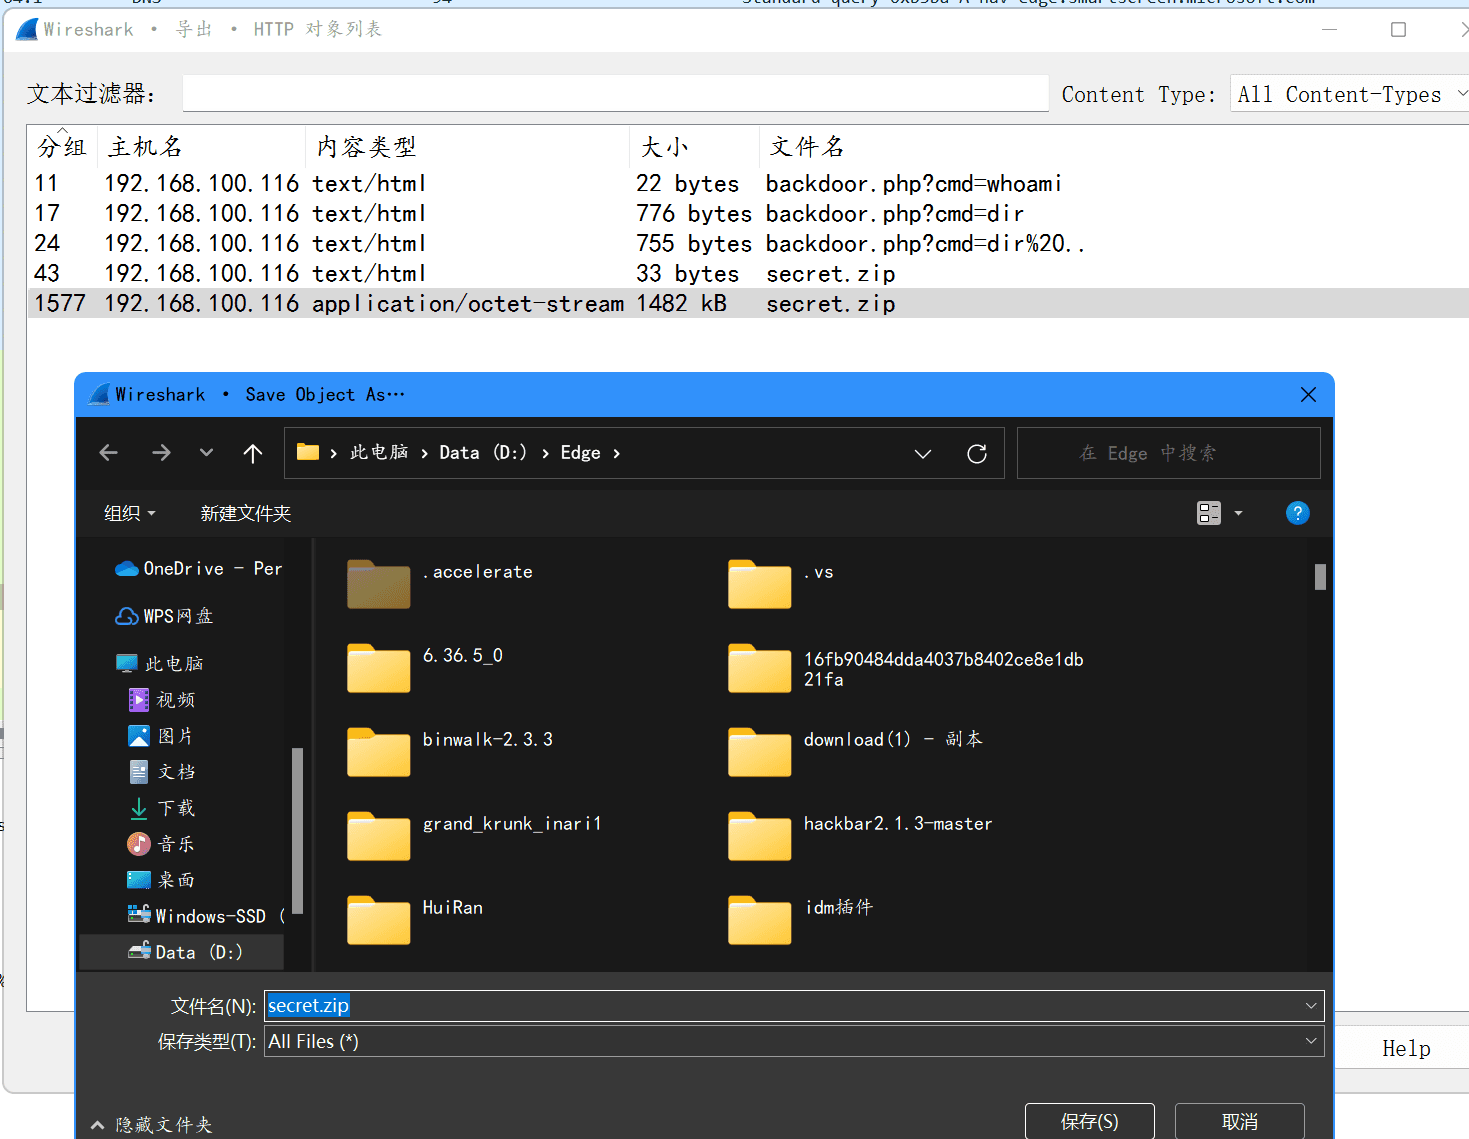 Wireshark · 导出 · HTTP 对象列表
文本过滤器:
Content Type: All Content-Types
分组 主机名 内容类型 大小 文件名
11 192.168.100.116 text/html 22 bytes backdoor.php?cmd=whoami
17 192.168.100.116 text/html 776 bytes backdoor.php?cmd=dir
24 192.168.100.116 text/html 755 bytes backdoor.php?cmd=dir%20..
43 192.168.100.116 text/html 33 bytes secret.zip
1577 192.168.100.116 application/octet-stream 1482 kB secret.zip
Wireshark · Save Object As…
此电脑 › Data (D:) › Edge ›
在 Edge 中搜索
组织 新建文件夹
OneDrive - Per
WPS网盘
此电脑
视频
图片
文档
下载
音乐
桌面
Windows-SSD (
Data (D:)
.accelerate
.vs
6.36.5_0
16fb90484dda4037b8402ce8e1db
21fa
binwalk-2.3.3
download(1) - 副本
grand_krunk_inari1
hackbar2.1.3-master
HuiRan
idm插件
文件名(N): secret.zip
保存类型(T): All Files (*)
Help
隐藏文件夹
保存(S) 取消